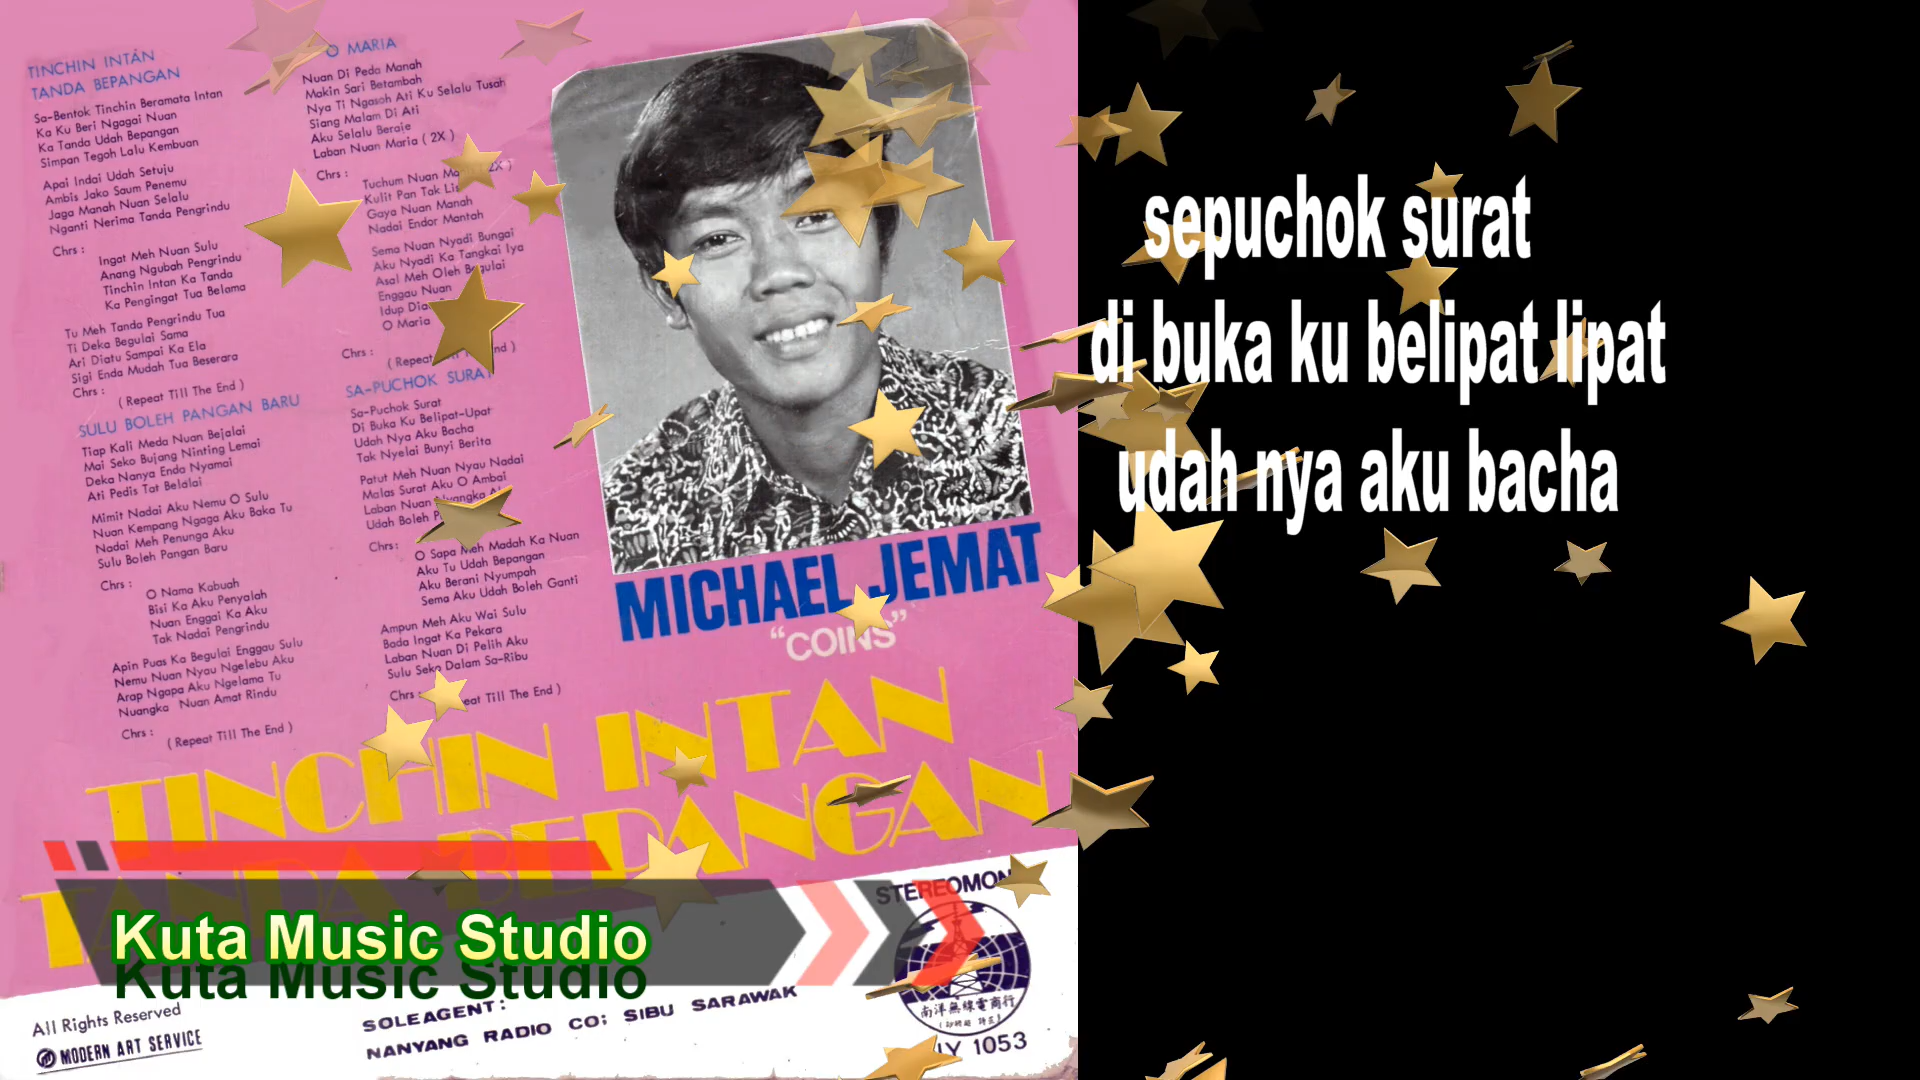 TINCHIN INTAN
TANDA BEPANGAN
Sa-Bentok Tinchin Beramata Intan
Ka Ku Beri Ngagai Nuan
Ka Tanda Udah Bepangan
Simpan Tegoh Lalu Kembuan
Apai Indai Udah Setuju
Ambis Jako Saum Penemu
Jaga Manah Nuan Selalu
Nganti Nerima Tanda Pengrindu
Chrs :
Ingat Meh Nuan Sulu
Anang Ngubah Pengrindu
Tinchin Intan Ka Tanda
Ka Pengingat Tua Belama
Tu Meh Tanda Pengrindu Tua
Ti Deka Begulai Sama
Ari Diatu Sampai Ka Ela
Sigi Enda Mudah Tua Beserara
Chrs :
( Repeat Till The End )
SULU BOLEH PANGAN BARU
Tiap Kali Meda Nuan Bejalai
Mai Seko Bujang Ninting Lemai
Deka Nanya Enda Nyamai
Ati Pedis Tat Belalai
Mimit Nadai Aku Nemu O Sulu
Nuan Kempang Ngaga Aku Baka Tu
Nadai Meh Penunga Aku
Sulu Boleh Pangan Baru
Chrs :
O Nama Kabuah
Bisi Ka Aku Penyalah
Nuan Enggai Ka Aku
Tak Nadai Pengrindu
Apin Puas Ka Begulai Enggau Sulu
Nemu Nuan Nyau Ngelebu Aku
Arap Ngapa Aku Ngelama Tu
Nuangka Nuan Amat Rindu
Chrs :
( Repeat Till The End )
O MARIA
Nuan Di Peda Manah
Makin Sari Betambah
Nya Ti Ngasoh Ati Ku Selalu Tusah
Siang Malam Di Ati
Aku Selalu Beraie
Laban Nuan Maria ( 2X )
Chrs :
Tuchum Nuan 2X )
Kulit Pan Tak
Gaya Nuan Manah
Nadai Endor Mantah
Sema Nuan Nyadi Bungai
Aku Nyadi Ka Tangkai Iya
Asal Meh Oleh Begulai
Enggau Nuan
Idup
O Maria
Chrs :
( Repeat )
SA-PUCHOK SURAT
Sa-Puchok Surat
Di Buka Ku Belipat-Lipat
Udah Nya Aku Bacha
Tak Nyelai Bunyi Berita
Patut Meh Nuan Nyau Nadai
Malas Surat Aku O Ambai
Laban Nuan
Udah Boleh
Chrs:
O Sapa Meh Madah Ka Nuan
Aku Tu Udah Bepangan
Aku Berani Nyumpah
Sema Aku Udah Boleh Ganti
Ampun Meh Aku Wai Sulu
Bada Ingat Ka Pekara
Laban Nuan Di Pelih Aku
Sulu Seko Dalam Sa-Ribu
Chrs
Till The End )
MICHAEL JEMAT
"COINS"
TINCHIN INTAN
TANDA BEPANGAN
sepuchok surat
di buka ku belipat lipat
udah nya aku bacha
Kuta Music Studio
STEREOMONO
南洋無線電商行
NY 1053
All Rights Reserved
MODERN ART SERVICE
SOLEAGENT:
NANYANG RADIO CO; SIBU SARAWAK